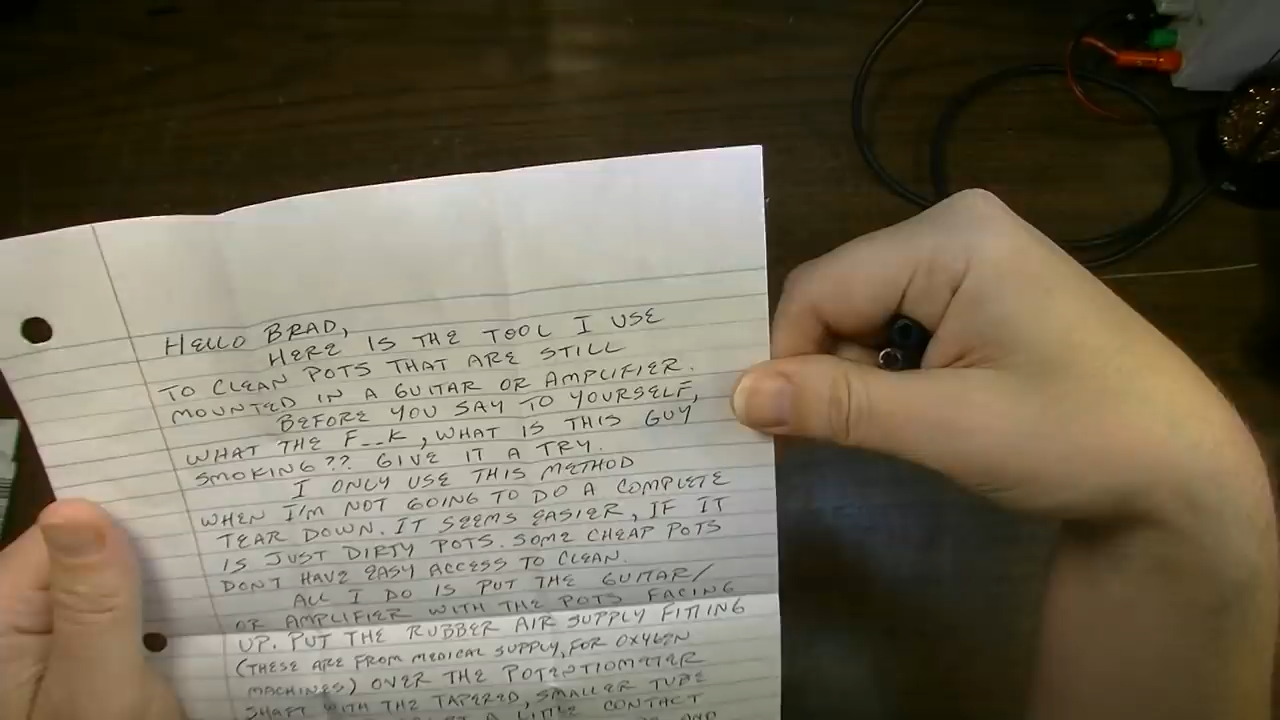 HELLO BRAD,
HERE IS THE TOOL I USE
TO CLEAN POTS THAT ARE STILL
MOUNTED IN A GUITAR OR AMPLIFIER.
BEFORE YOU SAY TO YOURSELF,
WHAT THE F__K, WHAT IS THIS GUY
SMOKING?? GIVE IT A TRY.
I ONLY USE THIS METHOD
WHEN I'M NOT GOING TO DO A COMPLETE
TEAR DOWN. IT SEEMS EASIER, IF IT
IS JUST DIRTY POTS. SOME CHEAP POTS
DON'T HAVE EASY ACCESS TO CLEAN.
ALL I DO IS PUT THE GUITAR/
OR AMPLIFIER WITH THE POTS FACING
UP. PUT THE RUBBER AIR SUPPLY FITTING
(THESE ARE FROM MEDICAL SUPPLY, FOR OXYGEN
MACHINES) OVER THE POTENTIOMETER
SHAFT WITH THE TAPERED, SMALLER TUBE
A LITTLE CONTACT
AND